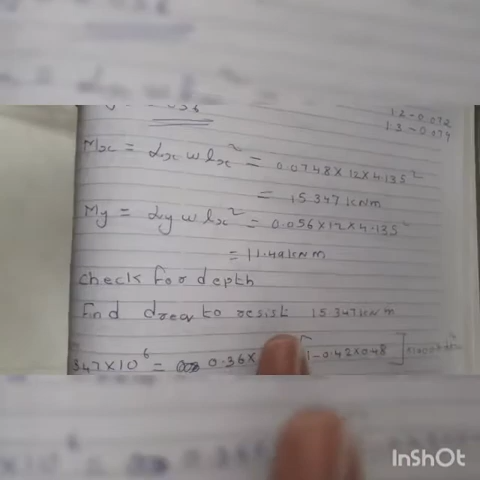 1.2-0.072
1.3-0.079
Mx = αx w lx² = 0.0748×12×4.135²
= 15.347 kNm
My = αy w lx² = 0.056×12×4.135²
= 11.49 kNm
check for depth
Find dreq to resist 15.347 kNm
347×10⁶ = 0.36× 1-0.42×0.48]
InShOt